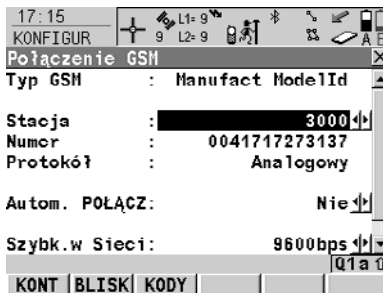 17:15
KONFIGUR
9 L1= 9
L2= 9
A B
Połączenie GSM
Typ GSM : Manufact ModelId
Stacja : 3000
Numer : 0041717273137
Protokół : Analogowy
Autom. POŁĄCZ: Nie
Szybk.w Sieci: 9600bps
Q1a
KONT BLISK KODY